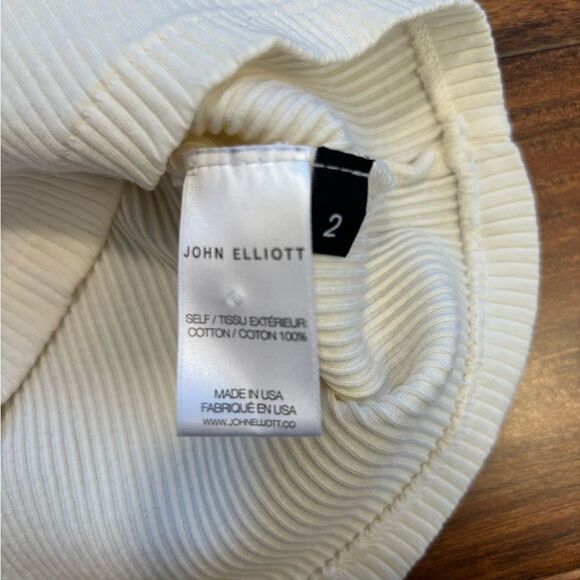 2
JOHN ELLIOTT
SELF / TISSU EXTÉRIEUR:
COTTON / COTON 100%
MADE IN USA
FABRIQUÉ EN USA
WWW.JOHNELLIOTT.CO